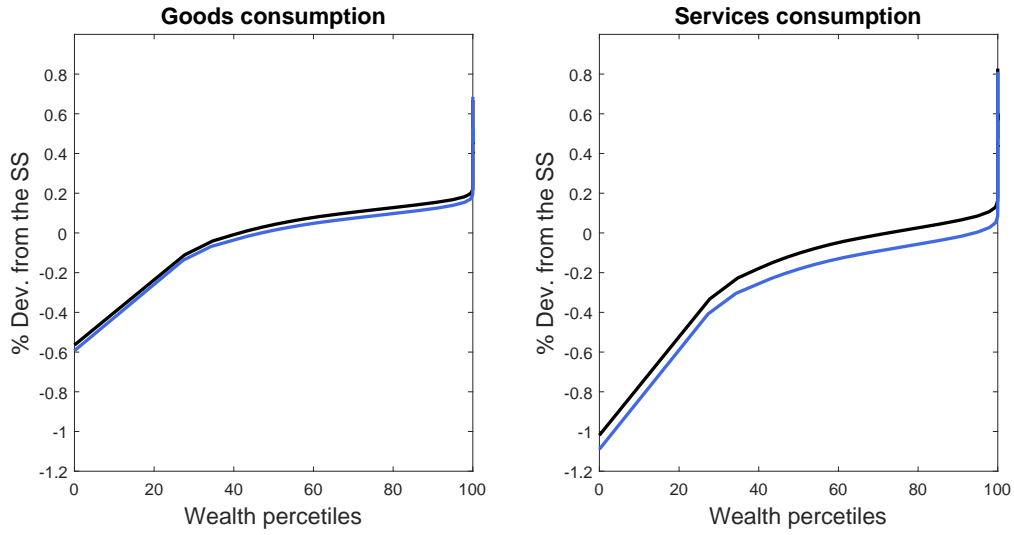 Goods consumption
% Dev. from the SS
0.8
0.6
0.4
0.2
0
-0.2
-0.4
-0.6
-0.8
-1
-1.2
0 20 40 60 80 100
Wealth percetiles
Services consumption
% Dev. from the SS
0.8
0.6
0.4
0.2
0
-0.2
-0.4
-0.6
-0.8
-1
-1.2
0 20 40 60 80 100
Wealth percetiles